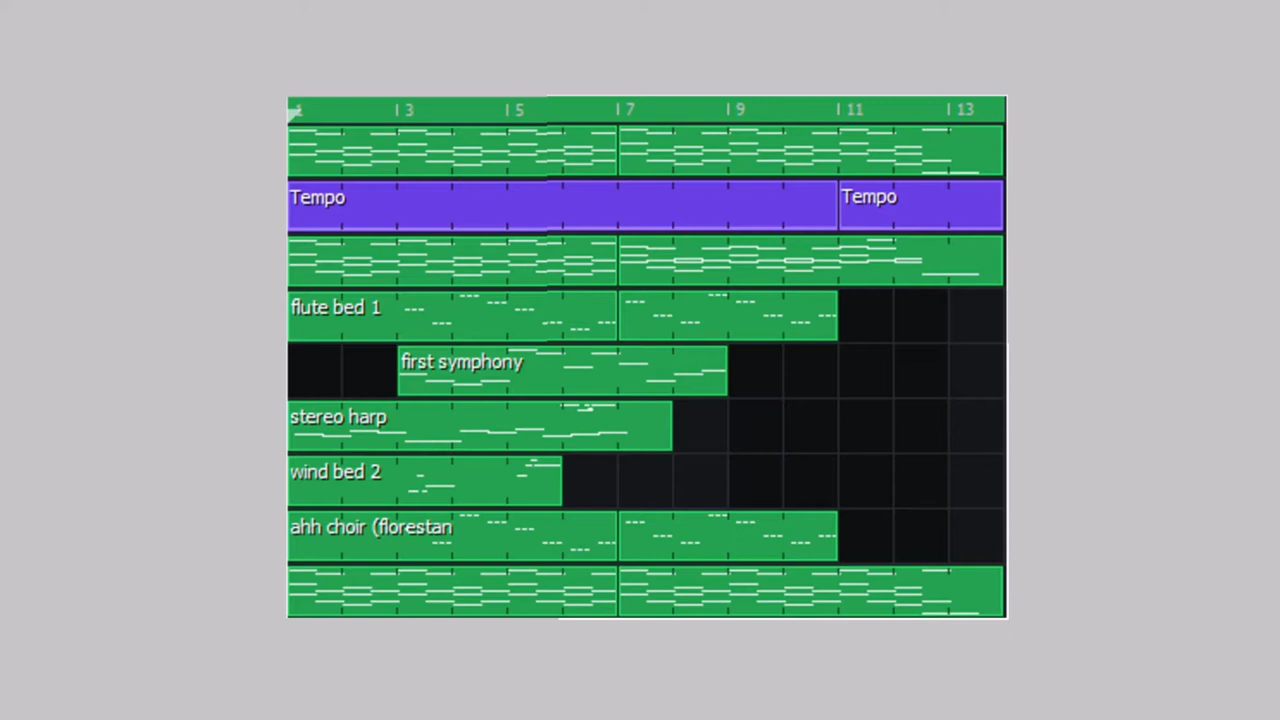 1 3 5 7 9 11 13
Tempo Tempo
flute bed 1
first symphony
stereo harp
wind bed 2
ahh choir (florestan